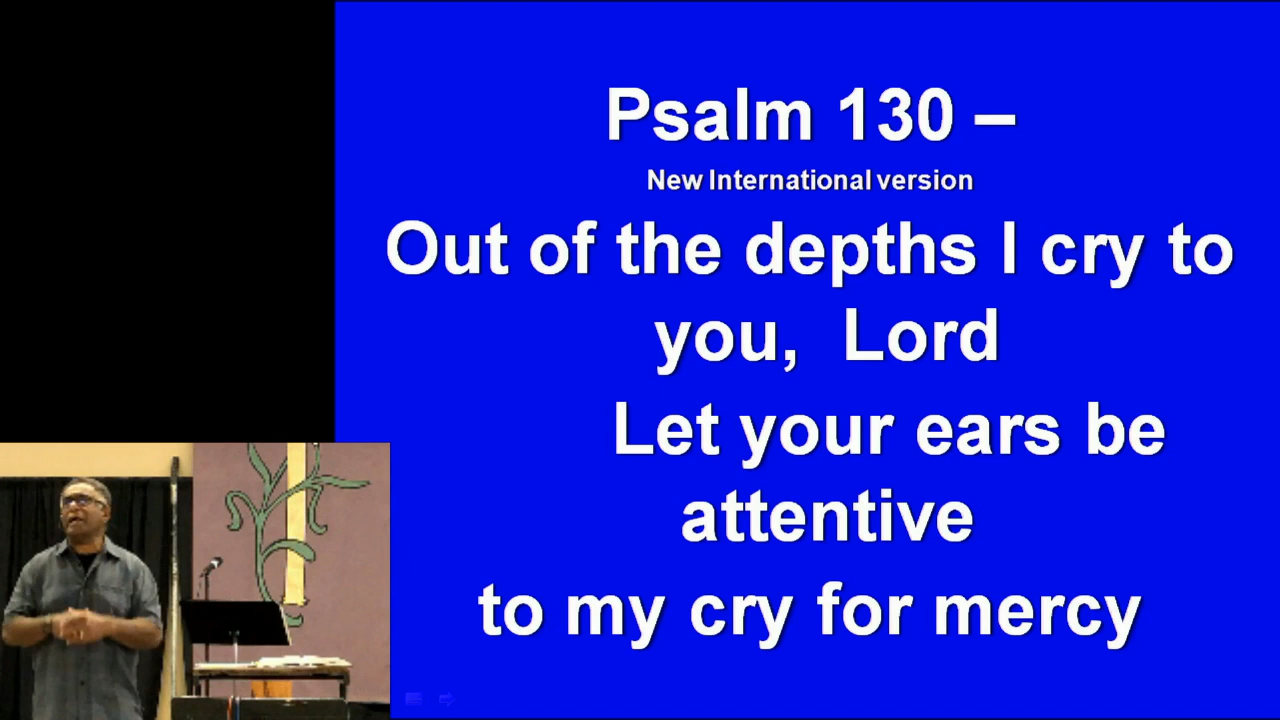 Psalm 130 –
New International version
Out of the depths I cry to
you, Lord
Let your ears be
attentive
to my cry for mercy